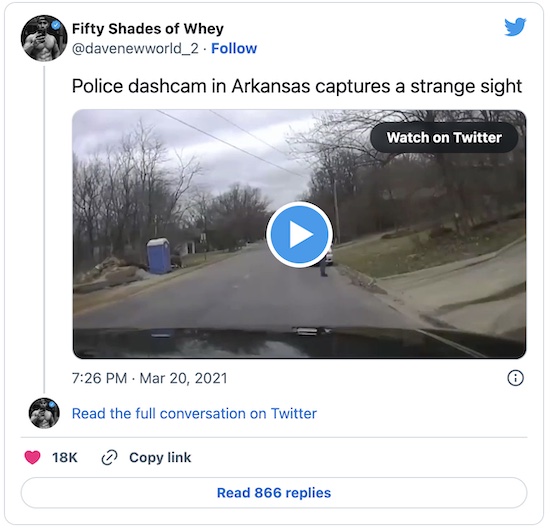 Fifty Shades of Whey
@davenewworld_2 · Follow
Police dashcam in Arkansas captures a strange sight
Watch on Twitter
7:26 PM · Mar 20, 2021
Read the full conversation on Twitter
18K Copy link
Read 866 replies